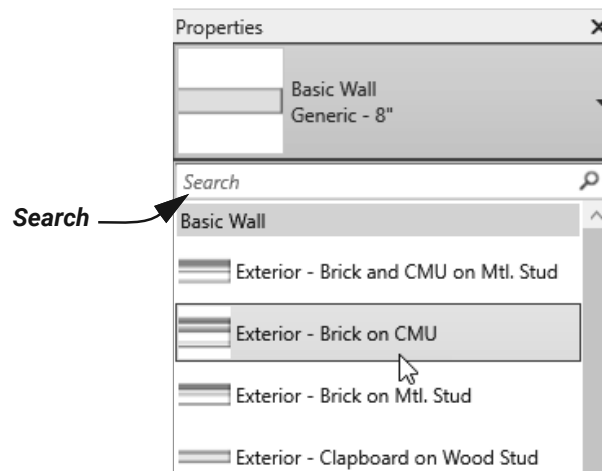 Properties
Basic Wall
Generic - 8"
Search
Search
Basic Wall
Exterior - Brick and CMU on Mtl. Stud
Exterior - Brick on CMU
Exterior - Brick on Mtl. Stud
Exterior - Clapboard on Wood Stud